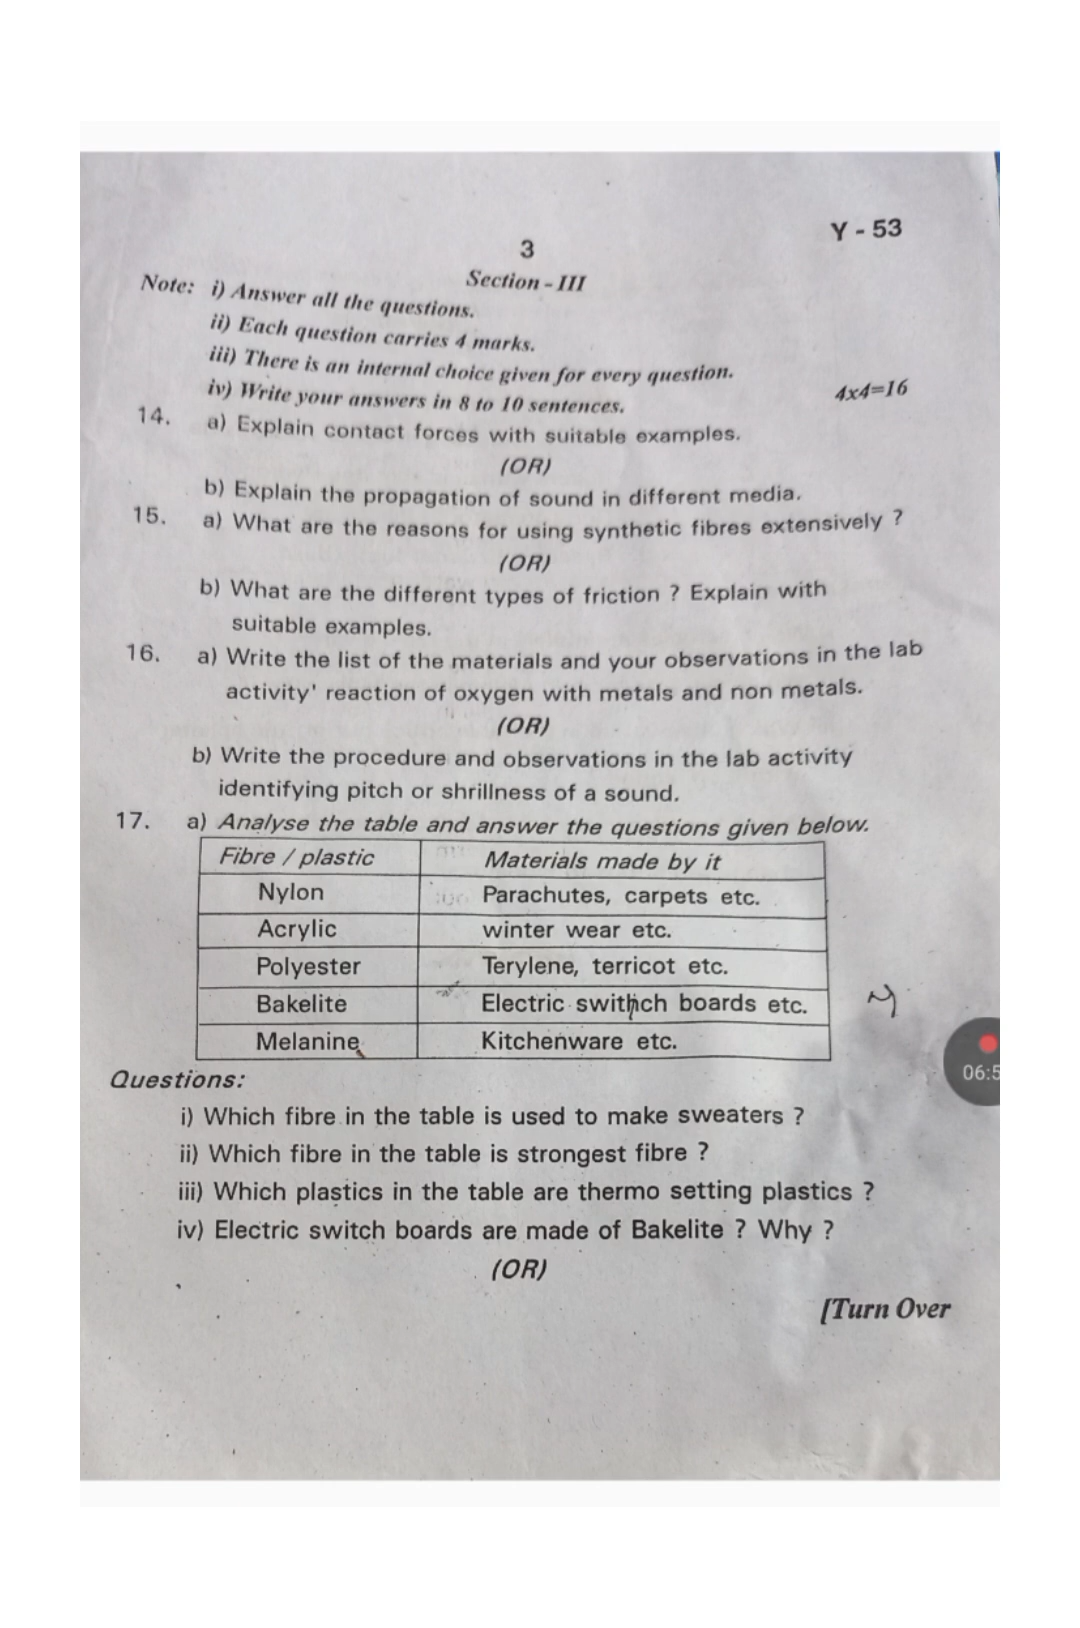 Y - 53
3
Section - III
Note: i) Answer all the questions.
ii) Each question carries 4 marks.
iii) There is an internal choice given for every question.
iv) Write your answers in 8 to 10 sentences. 4x4=16
14. a) Explain contact forces with suitable examples.
(OR)
b) Explain the propagation of sound in different media.
15. a) What are the reasons for using synthetic fibres extensively ?
(OR)
b) What are the different types of friction ? Explain with
suitable examples.
16. a) Write the list of the materials and your observations in the lab
activity' reaction of oxygen with metals and non metals.
(OR)
b) Write the procedure and observations in the lab activity
identifying pitch or shrillness of a sound.
17. a) Analyse the table and answer the questions given below.
Fibre / plastic Materials made by it
Nylon Parachutes, carpets etc.
Acrylic winter wear etc.
Polyester Terylene, terricot etc.
Bakelite Electric swithch boards etc.
Melanine Kitchenware etc.
06:5
Questions:
i) Which fibre in the table is used to make sweaters ?
ii) Which fibre in the table is strongest fibre ?
iii) Which plastics in the table are thermo setting plastics ?
iv) Electric switch boards are made of Bakelite ? Why ?
(OR)
[Turn Over